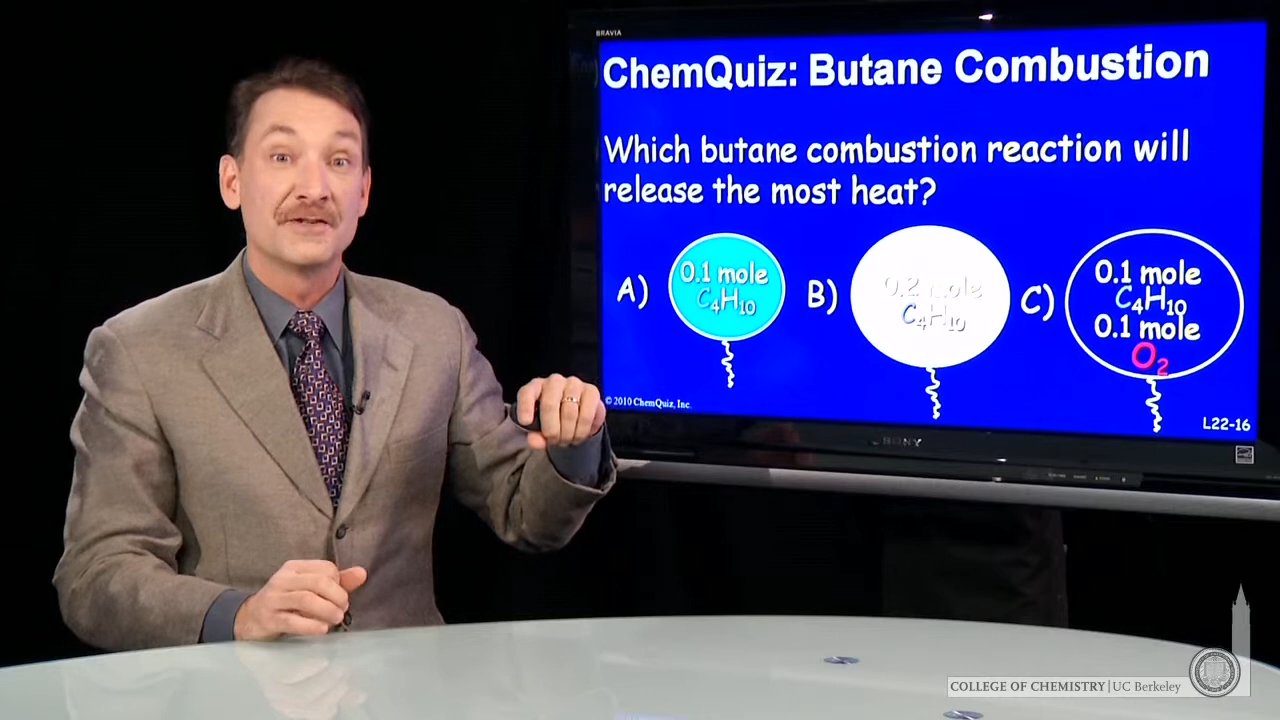 BRAVIA
ChemQuiz: Butane Combustion
Which butane combustion reaction will
release the most heat?
A)
0.1 mole
C₄H₁₀
B)
0.2 mole
C₄H₁₀
C)
0.1 mole
C₄H₁₀
0.1 mole
O₂
© 2010 ChemQuiz, Inc.
L22-16
SONY
COLLEGE OF CHEMISTRY | UC Berkeley